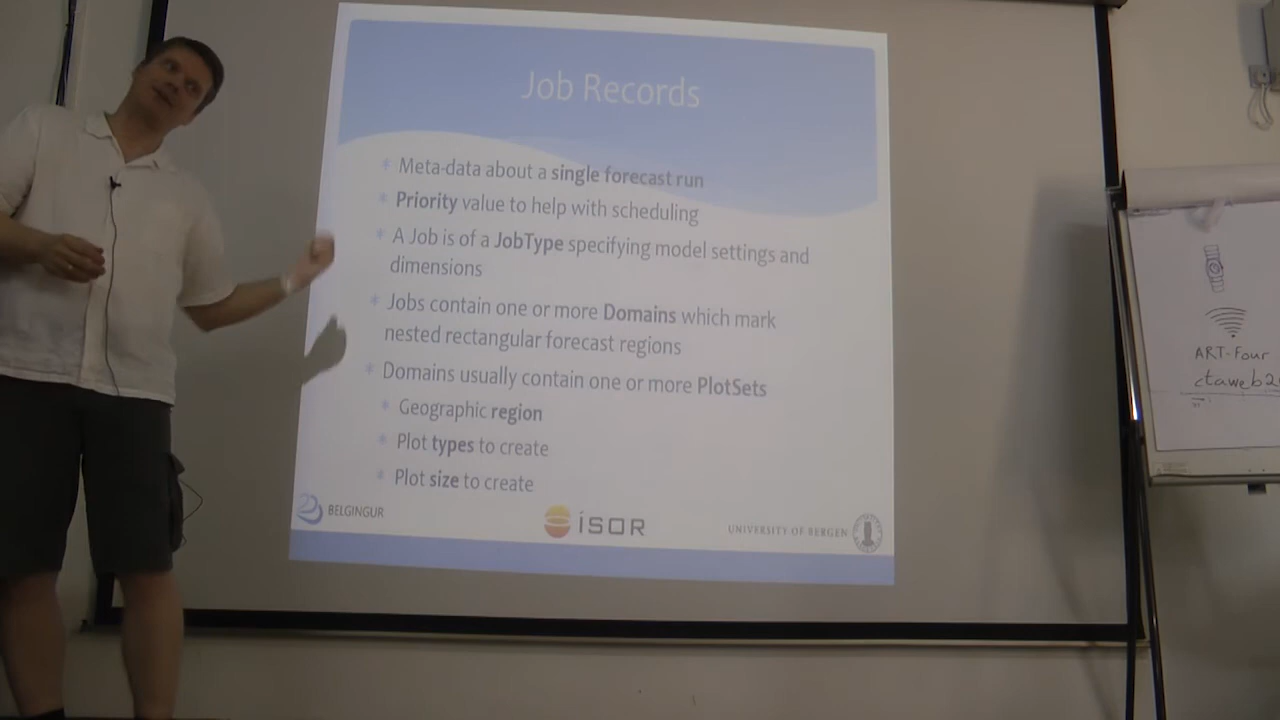 Job Records
Meta-data about a single forecast run
Priority value to help with scheduling
A Job is of a JobType specifying model settings and
dimensions
Jobs contain one or more Domains which mark
nested rectangular forecast regions
Domains usually contain one or more PlotSets
Geographic region
Plot types to create
Plot size to create
BELGINGUR
ÍSOR
UNIVERSITY OF BERGEN
ART-Four